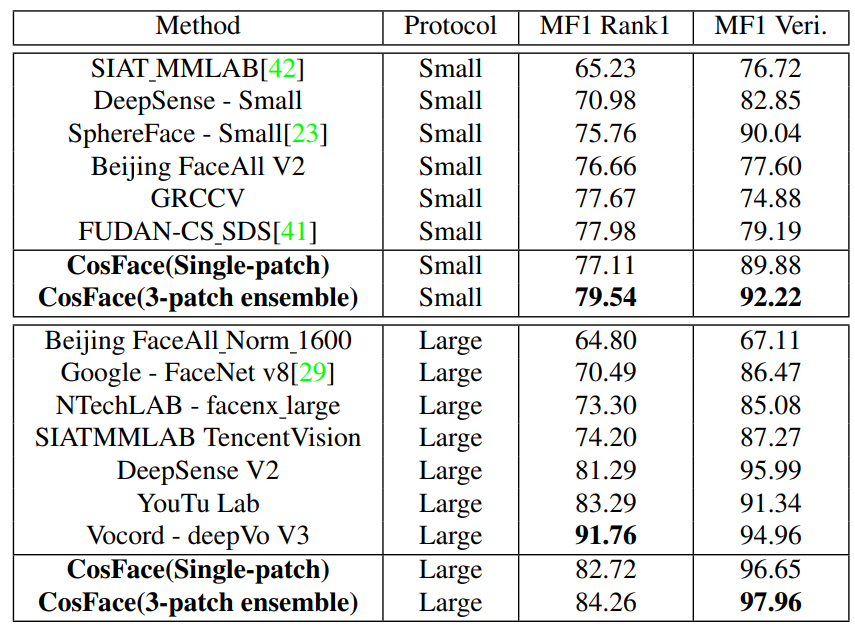 Method Protocol MF1 Rank1 MF1 Veri.
SIAT_MMLAB[42] Small 65.23 76.72
DeepSense - Small Small 70.98 82.85
SphereFace - Small[23] Small 75.76 90.04
Beijing FaceAll V2 Small 76.66 77.60
GRCCV Small 77.67 74.88
FUDAN-CS_SDS[41] Small 77.98 79.19
CosFace(Single-patch) Small 77.11 89.88
CosFace(3-patch ensemble) Small 79.54 92.22
Beijing FaceAll_Norm_1600 Large 64.80 67.11
Google - FaceNet v8[29] Large 70.49 86.47
NTechLAB - facenx_large Large 73.30 85.08
SIATMMLAB TencentVision Large 74.20 87.27
DeepSense V2 Large 81.29 95.99
YouTu Lab Large 83.29 91.34
Vocord - deepVo V3 Large 91.76 94.96
CosFace(Single-patch) Large 82.72 96.65
CosFace(3-patch ensemble) Large 84.26 97.96